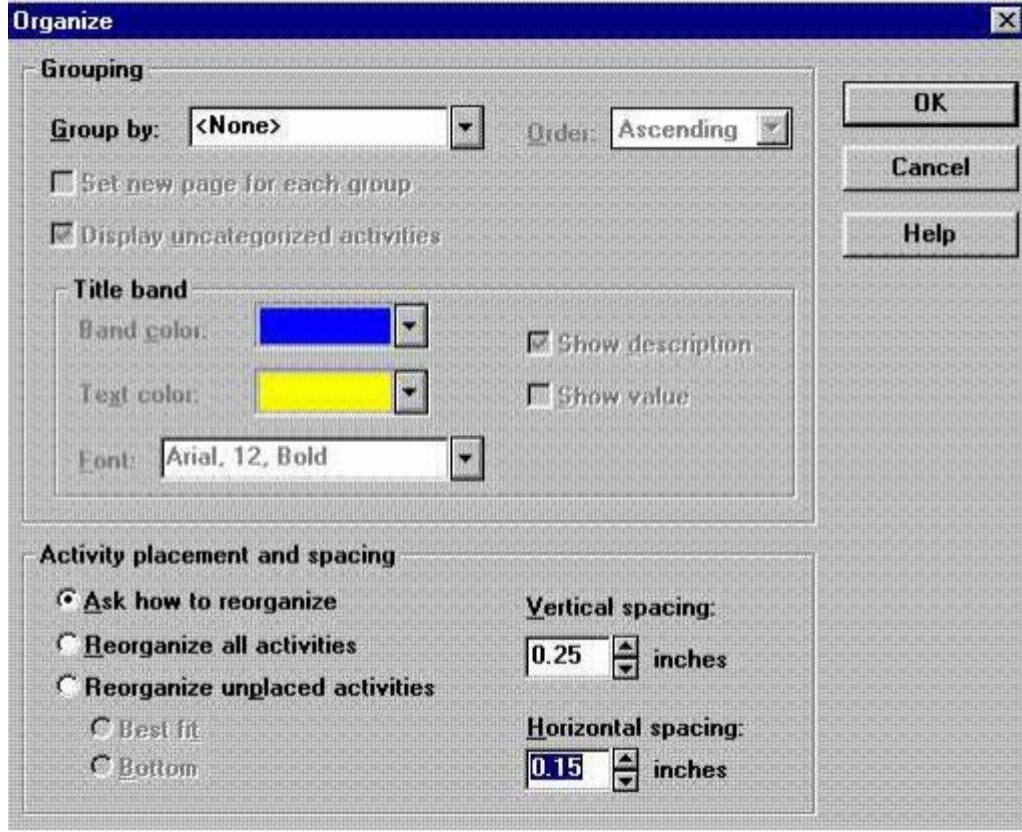 Organize
Grouping
Group by: <None> Order: Ascending
Set new page for each group
Display uncategorized activities
Title band
Band color:
Show description
Text color:
Show value
Font: Arial, 12, Bold
OK
Cancel
Help
Activity placement and spacing
Ask how to reorganize
Reorganize all activities
Reorganize unplaced activities
Best fit
Bottom
Vertical spacing:
0.25 inches
Horizontal spacing:
0.15 inches